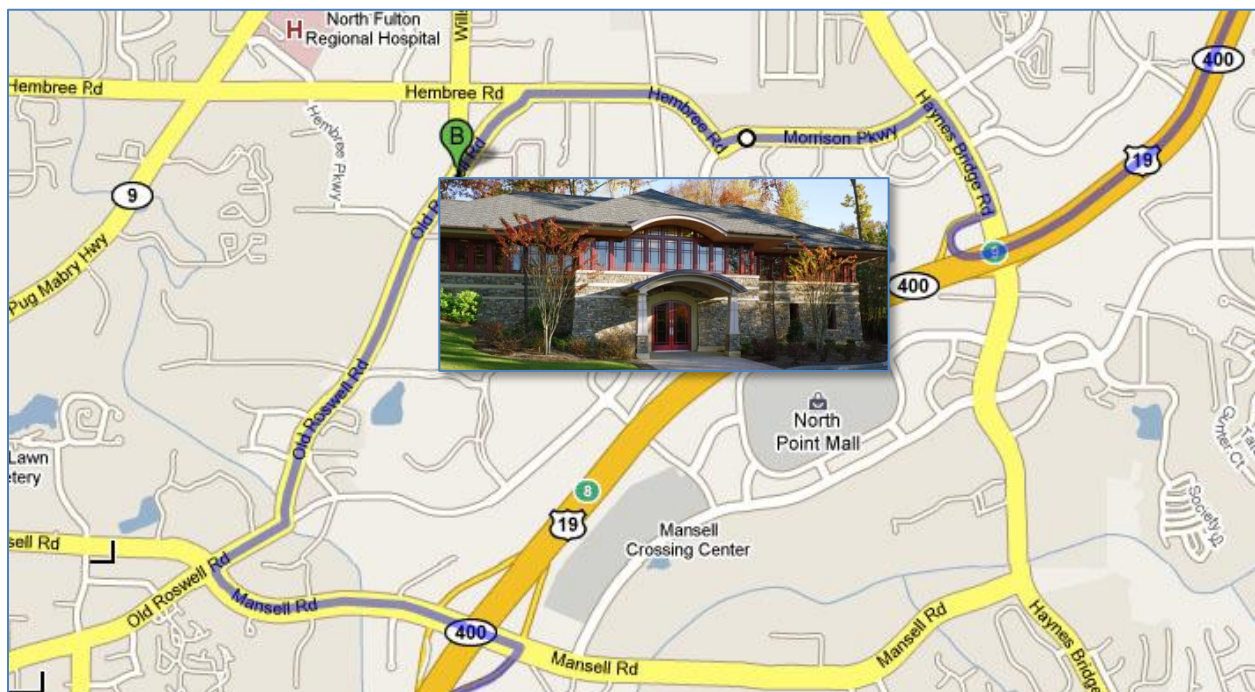 North Fulton
Regional Hospital
H
400
Hembree Rd
Hembree Rd
Hembree Rd
Hembree Pkwy
Morrison Pkwy
Haynes Bridge Rd
B
19
9
Old
Rd
Pug Mabry Hwy
400
Old Roswell Rd
North
Point Mall
Lawn
8
19
Mansell
Crossing Center
Old Roswell Rd
Mansell Rd
400
Mansell Rd
Mansell Rd
Haynes Bridge